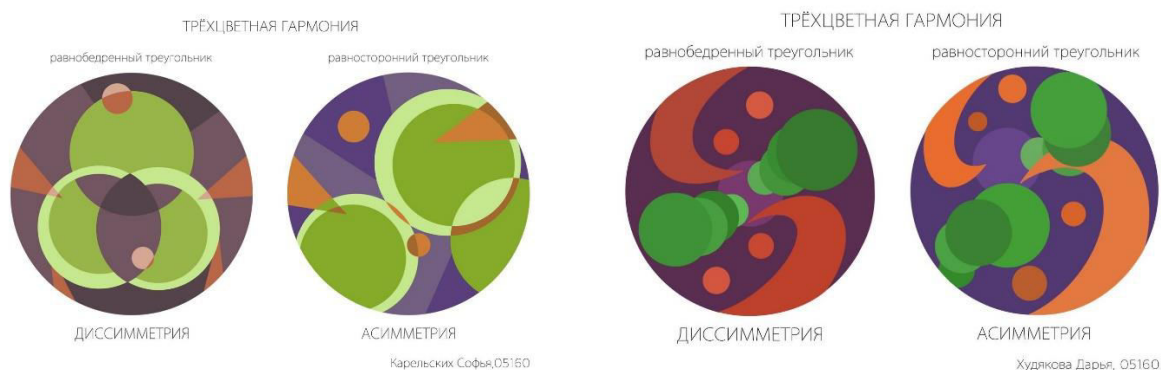 ТРЁХЦВЕТНАЯ ГАРМОНИЯ
равнобедренный треугольник
равносторонний треугольник
ДИССИММЕТРИЯ
АСИММЕТРИЯ
Карельских Софья,05160
ТРЁХЦВЕТНАЯ ГАРМОНИЯ
равнобедренный треугольник
равносторонний треугольник
ДИССИММЕТРИЯ
АСИММЕТРИЯ
Худякова Дарья, 05160